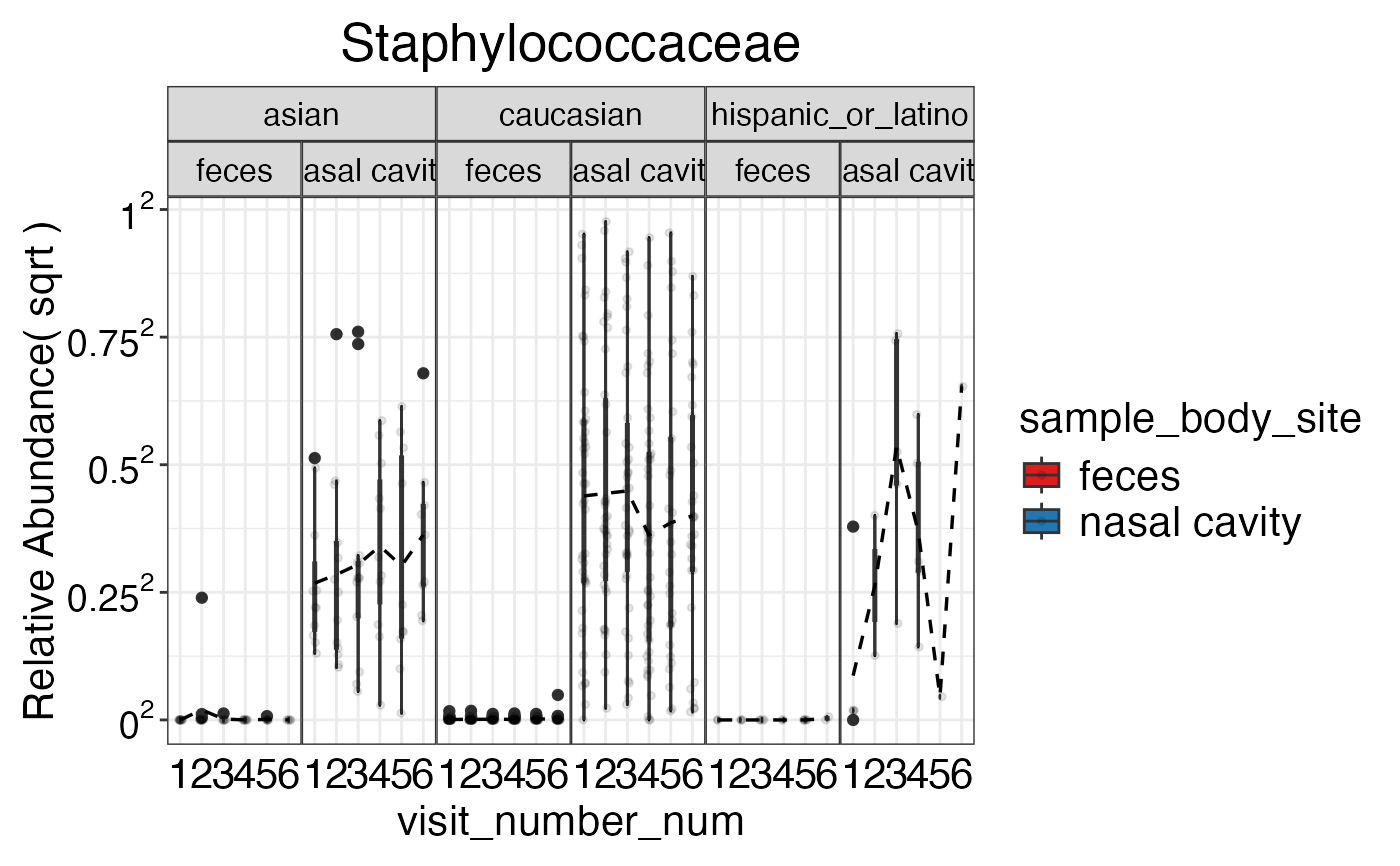 Staphylococcaceae
asian caucasian hispanic_or_latino
feces asal cavit feces asal cavit feces asal cavit
1²
0.75²
0.5²
0.25²
0²
Relative Abundance( sqrt )
123456 123456 123456 123456 123456 123456
visit_number_num
sample_body_site
feces
nasal cavity